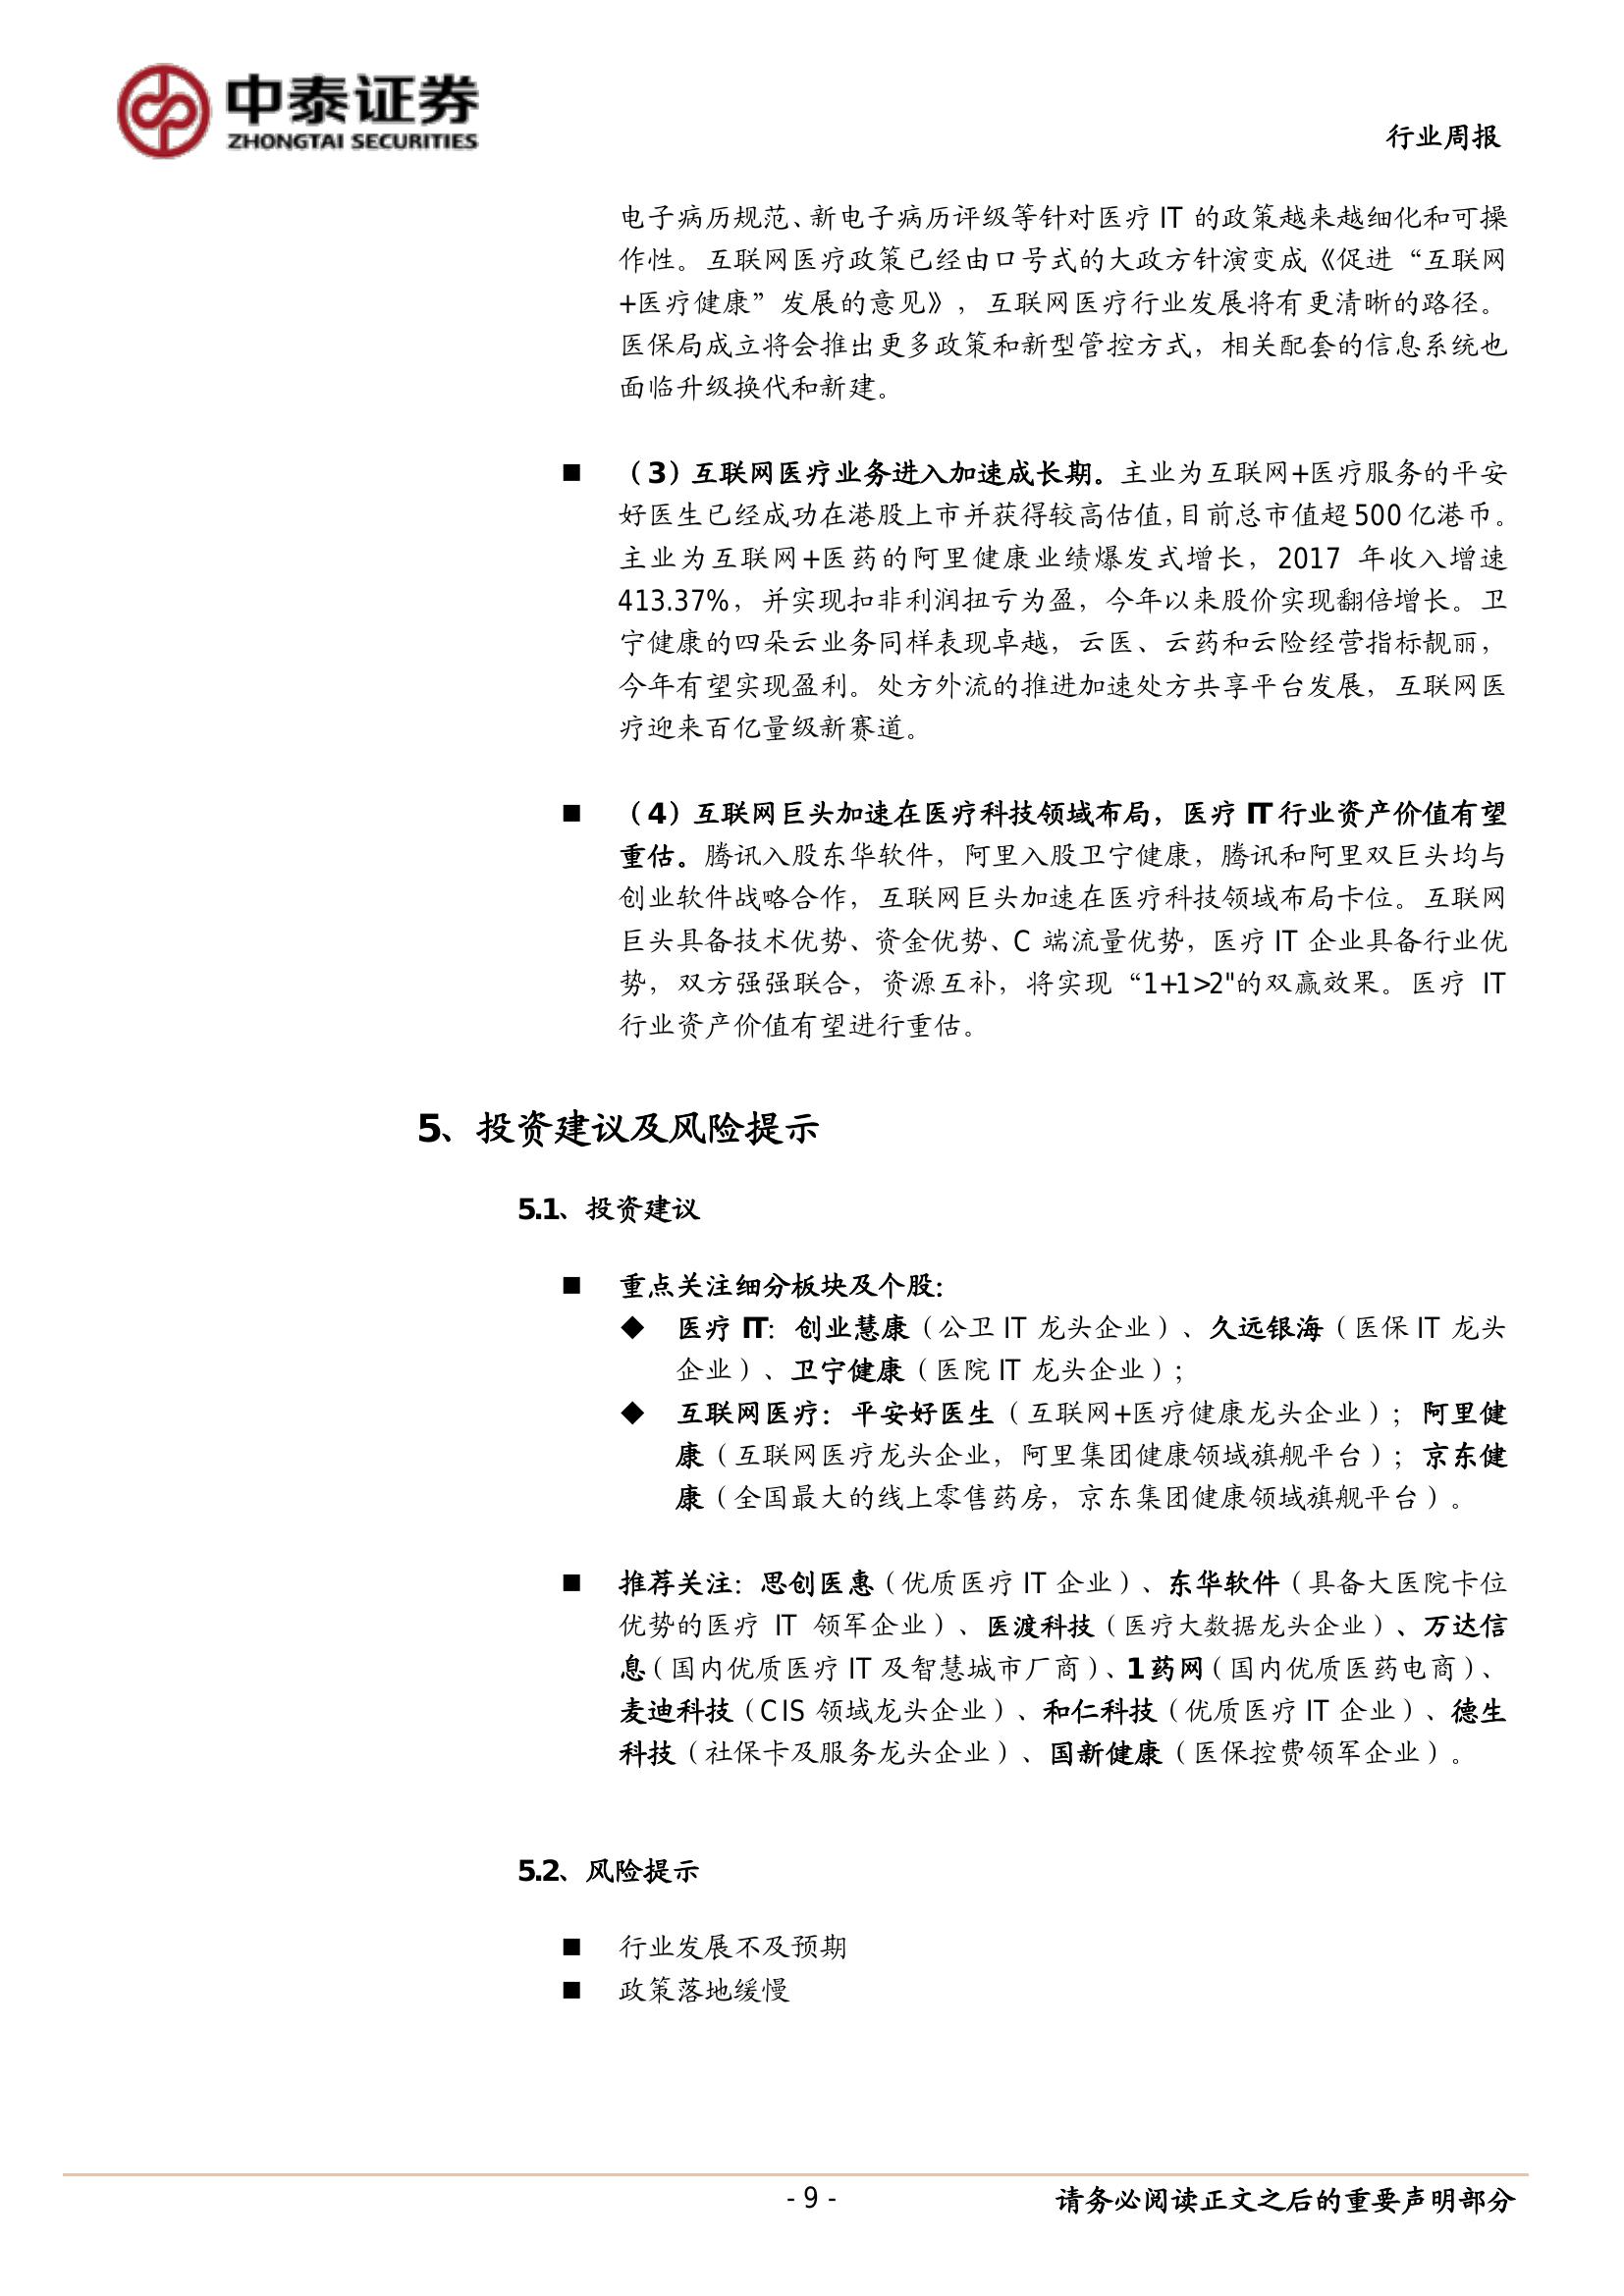 中泰证券
ZHONGTAI SECURITIES
行业周报
电子病历规范、新电子病历评级等针对医疗 IT 的政策越来越细化和可操
作性。互联网医疗政策已经由口号式的大政方针演变成《促进“互联网
+医疗健康”发展的意见》，互联网医疗行业发展将有更清晰的路径。
医保局成立将会推出更多政策和新型管控方式，相关配套的信息系统也
面临升级换代和新建。
■ （3）互联网医疗业务进入加速成长期。主业为互联网+医疗服务的平安
好医生已经成功在港股上市并获得较高估值，目前总市值超 500 亿港币。
主业为互联网+医药的阿里健康业绩爆发式增长，2017 年收入增速
413.37%，并实现扣非利润扭亏为盈，今年以来股价实现翻倍增长。卫
宁健康的四朵云业务同样表现卓越，云医、云药和云险经营指标靓丽，
今年有望实现盈利。处方外流的推进加速处方共享平台发展，互联网医
疗迎来百亿量级新赛道。
■ （4）互联网巨头加速在医疗科技领域布局，医疗 IT 行业资产价值有望
重估。腾讯入股东华软件，阿里入股卫宁健康，腾讯和阿里双巨头均与
创业软件战略合作，互联网巨头加速在医疗科技领域布局卡位。互联网
巨头具备技术优势、资金优势、C 端流量优势，医疗 IT 企业具备行业优
势，双方强强联合，资源互补，将实现“1+1>2"的双赢效果。医疗 IT
行业资产价值有望进行重估。
5、投资建议及风险提示
5.1、投资建议
■ 重点关注细分板块及个股：
◆ 医疗 IT：创业慧康（公卫 IT 龙头企业）、久远银海（医保 IT 龙头
企业）、卫宁健康（医院 IT 龙头企业）；
◆ 互联网医疗：平安好医生（互联网+医疗健康龙头企业）；阿里健
康（互联网医疗龙头企业，阿里集团健康领域旗舰平台）；京东健
康（全国最大的线上零售药房，京东集团健康领域旗舰平台）。
■ 推荐关注：思创医惠（优质医疗 IT 企业）、东华软件（具备大医院卡位
优势的医疗 IT 领军企业）、医渡科技（医疗大数据龙头企业）、万达信
息（国内优质医疗 IT 及智慧城市厂商）、1 药网（国内优质医药电商）、
麦迪科技（CIS 领域龙头企业）、和仁科技（优质医疗 IT 企业）、德生
科技（社保卡及服务龙头企业）、国新健康（医保控费领军企业）。
5.2、风险提示
■ 行业发展不及预期
■ 政策落地缓慢
- 9 -
请务必阅读正文之后的重要声明部分